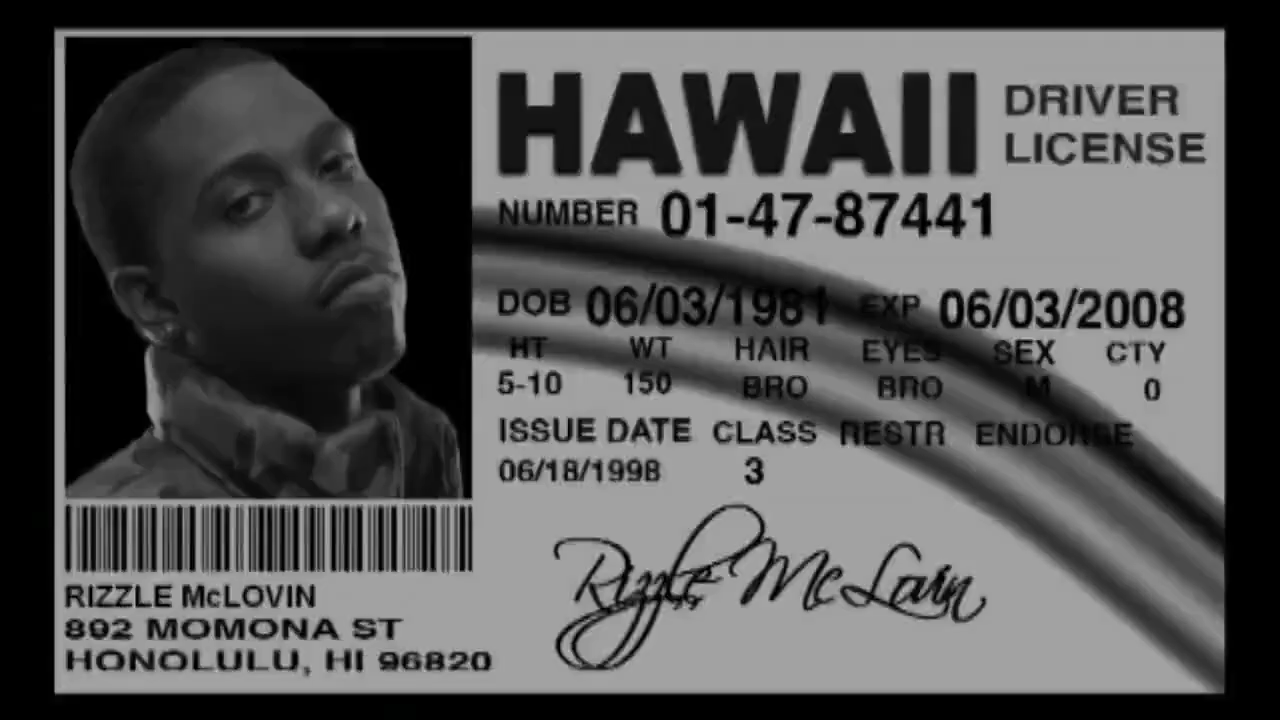 HAWAII DRIVER LICENSE
NUMBER 01-47-87441
DOB 06/03/1981 EXP 06/03/2008
HT WT HAIR EYES SEX CTY
5-10 150 BRO BRO M 0
ISSUE DATE CLASS RESTR ENDORSE
06/18/1998 3
Rizzle McLovin
RIZZLE McLOVIN
892 MOMONA ST
HONOLULU, HI 96820